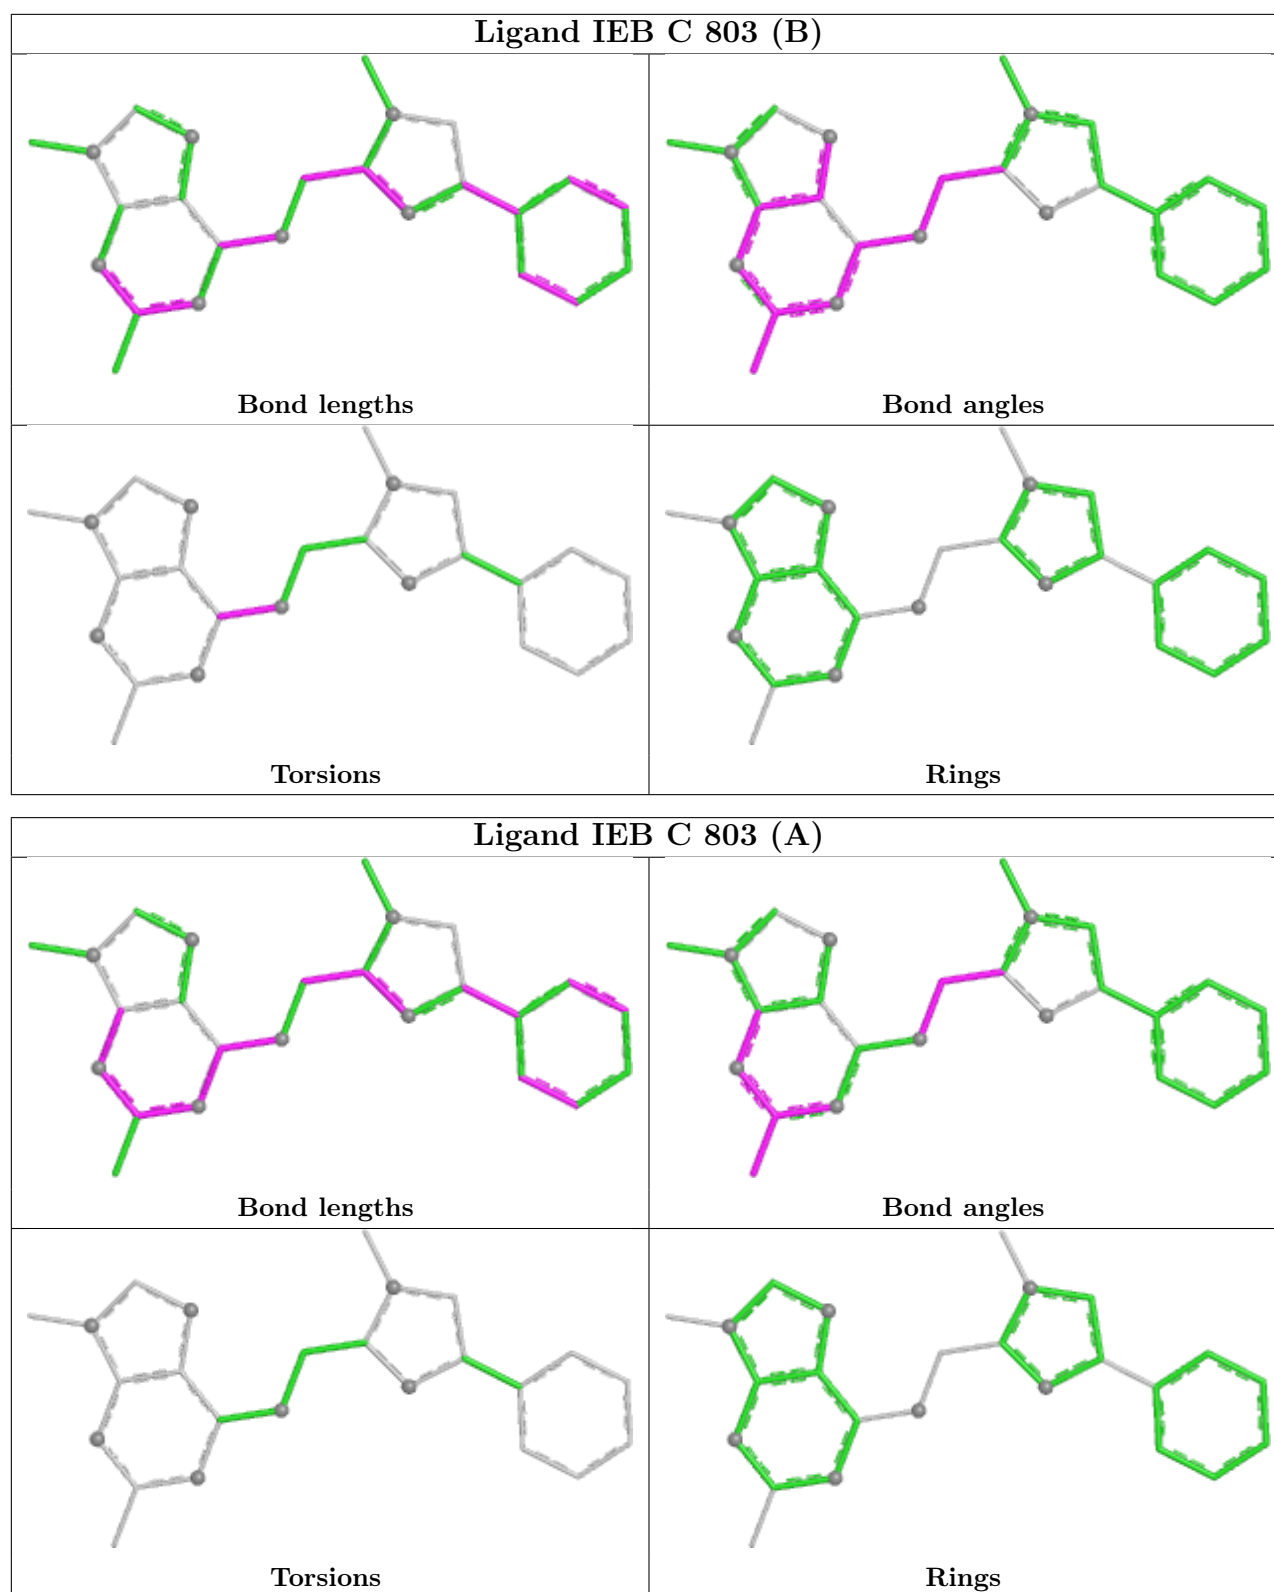 Ligand IEB C 803 (B)
Bond lengths
Bond angles
Torsions
Rings
Ligand IEB C 803 (A)
Bond lengths
Bond angles
Torsions
Rings